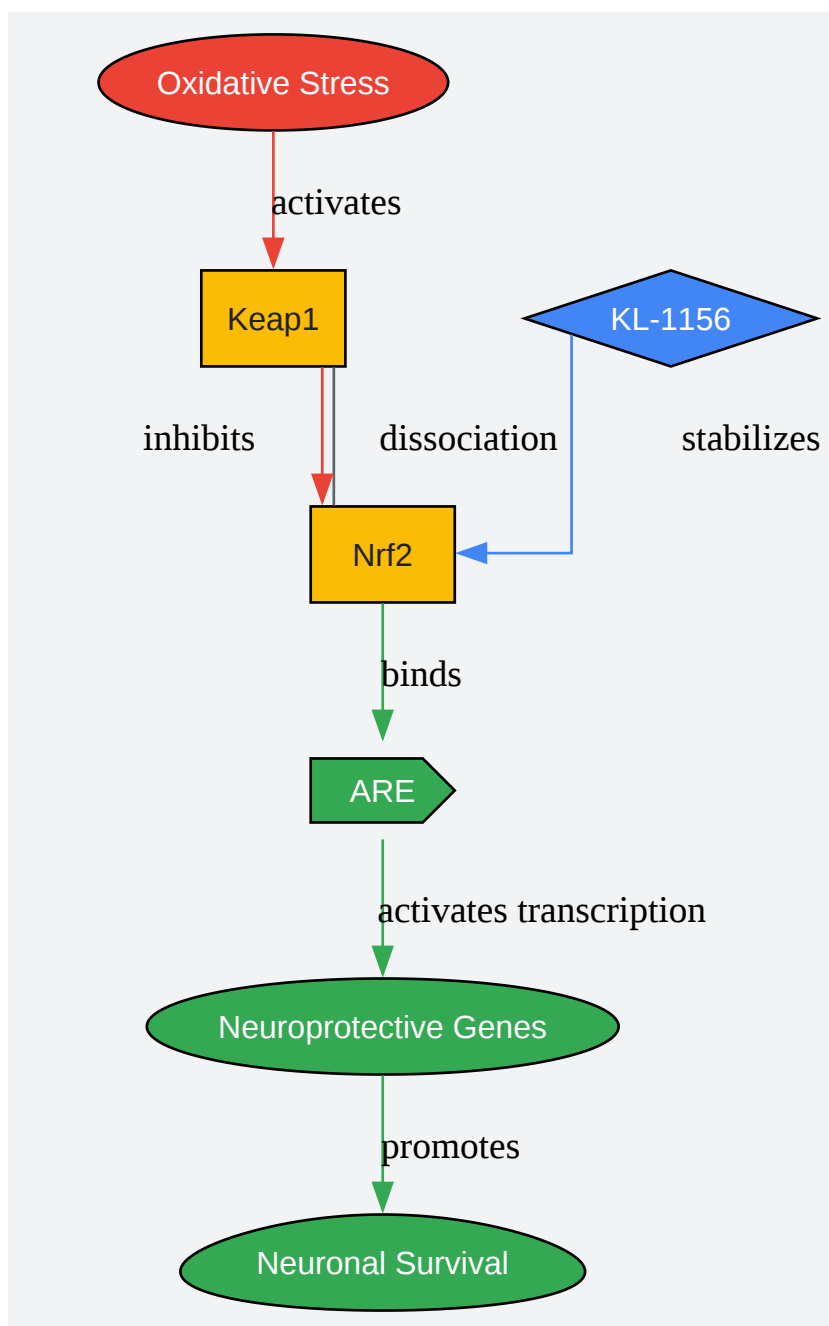 Oxidative Stress
activates
Keap1
KL-1156
inhibits
dissociation
stabilizes
Nrf2
binds
ARE
activates transcription
Neuroprotective Genes
promotes
Neuronal Survival